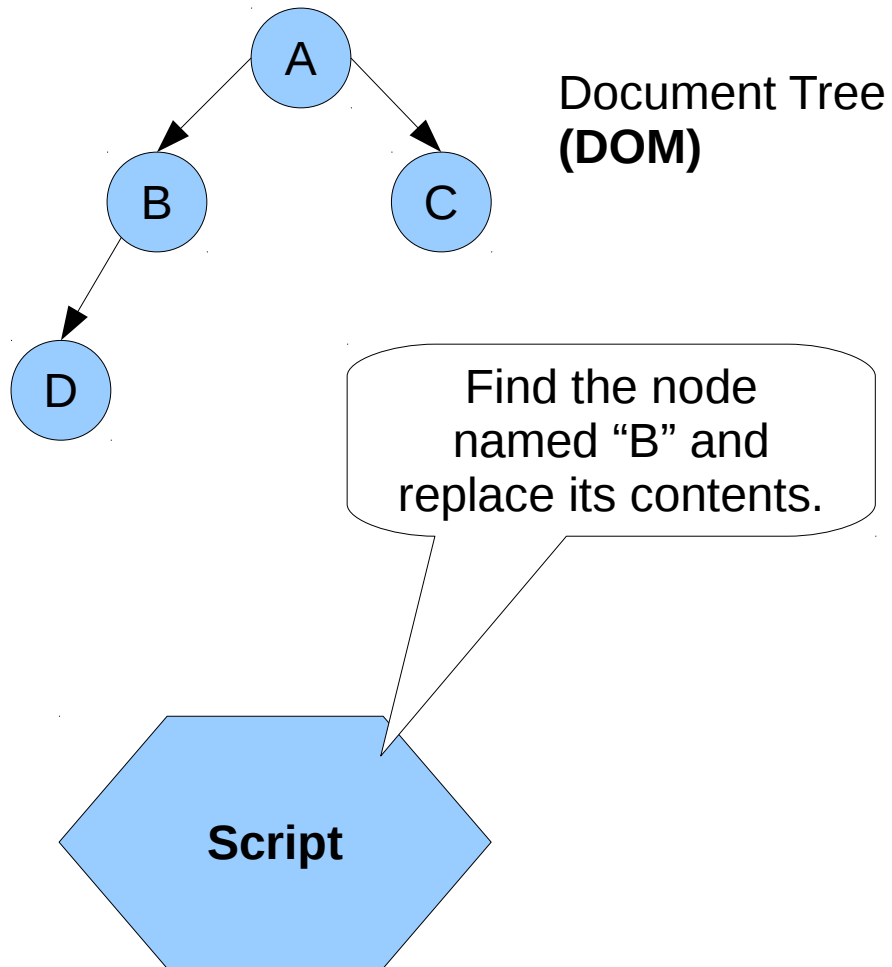 A
Document Tree
(DOM)
B
C
D
Find the node
named “B” and
replace its contents.
Script